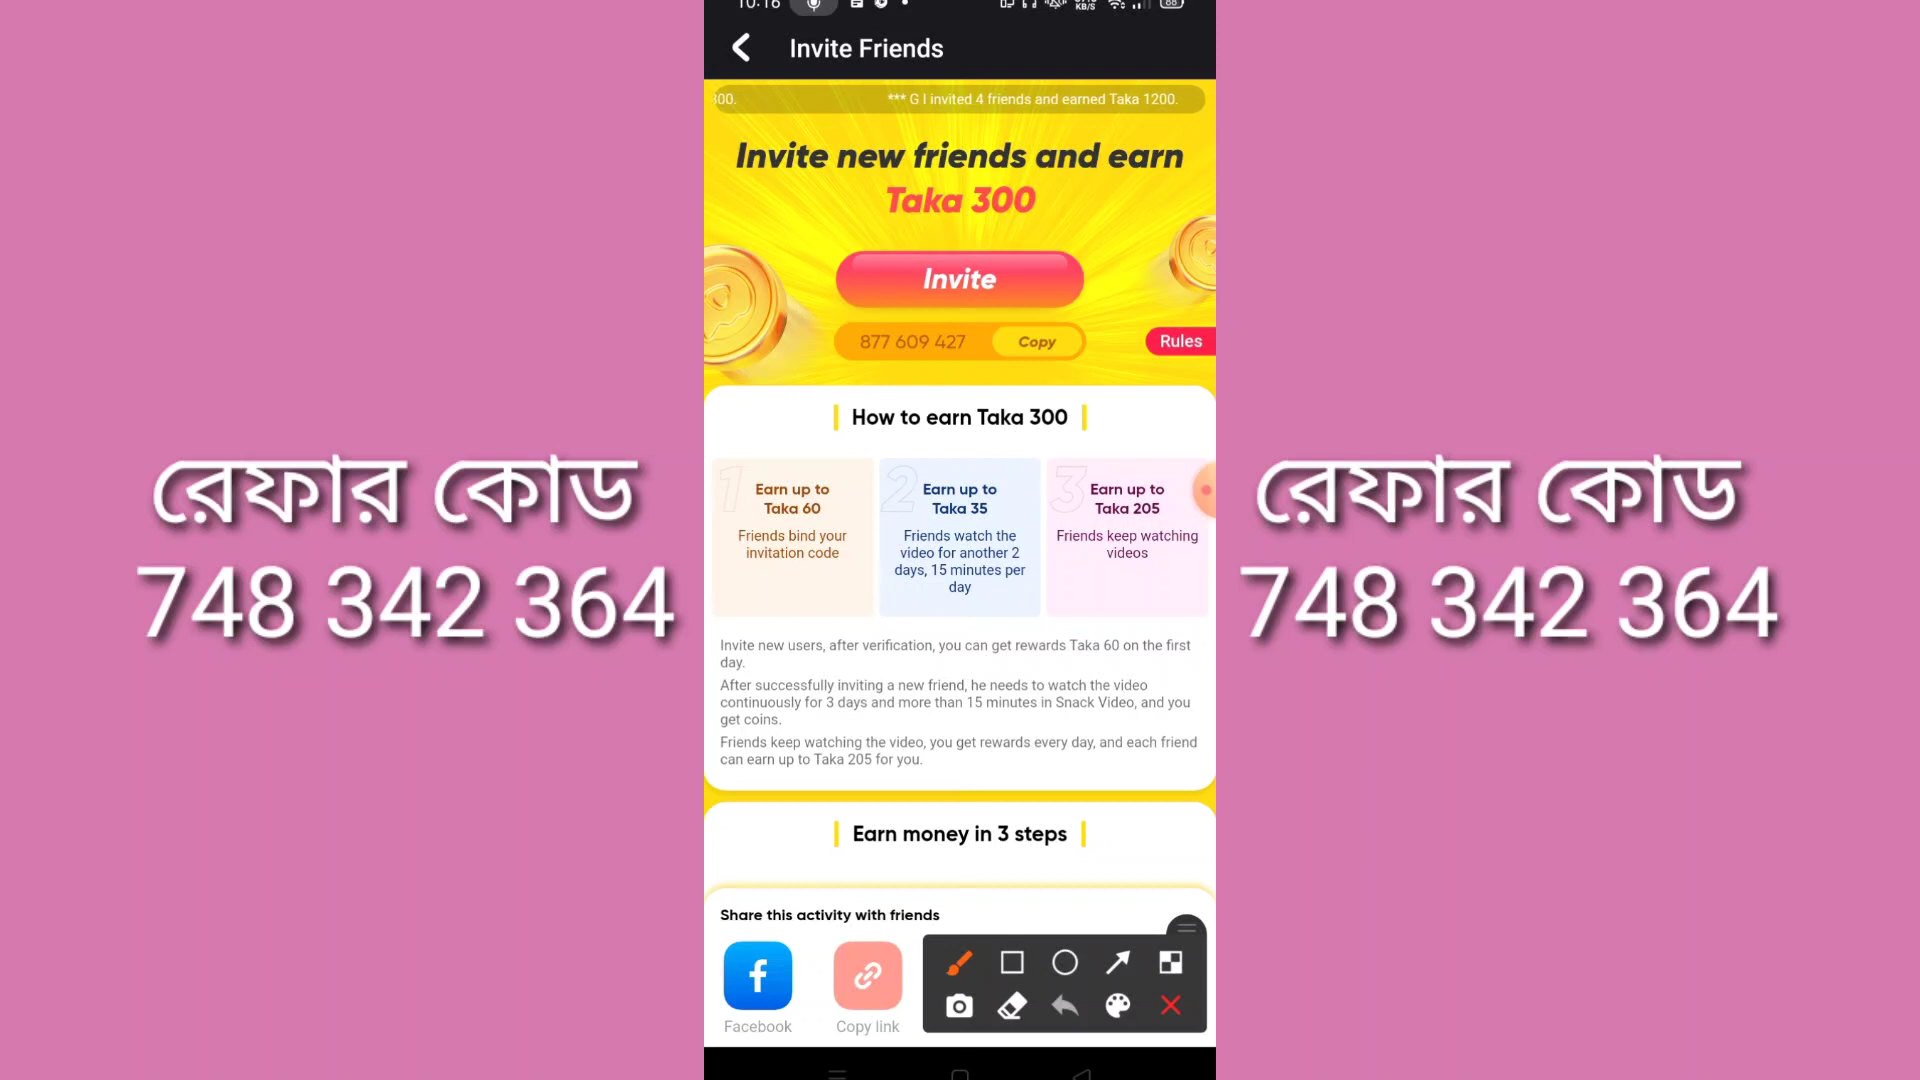 10:16
KB/S
Invite Friends
300.
*** G I invited 4 friends and earned Taka 1200.
Invite new friends and earn
Taka 300
Invite
877 609 427
Copy
Rules
How to earn Taka 300
1
Earn up to
Taka 60
Friends bind your
invitation code
2
Earn up to
Taka 35
Friends watch the
video for another 2
days, 15 minutes per
day
3
Earn up to
Taka 205
Friends keep watching
videos
Invite new users, after verification, you can get rewards Taka 60 on the first
day.
After successfully inviting a new friend, he needs to watch the video
continuously for 3 days and more than 15 minutes in Snack Video, and you
get coins.
Friends keep watching the video, you get rewards every day, and each friend
can earn up to Taka 205 for you.
Earn money in 3 steps
Share this activity with friends
Facebook
Copy link
রেফার কোড
748 342 364
রেফার কোড
748 342 364